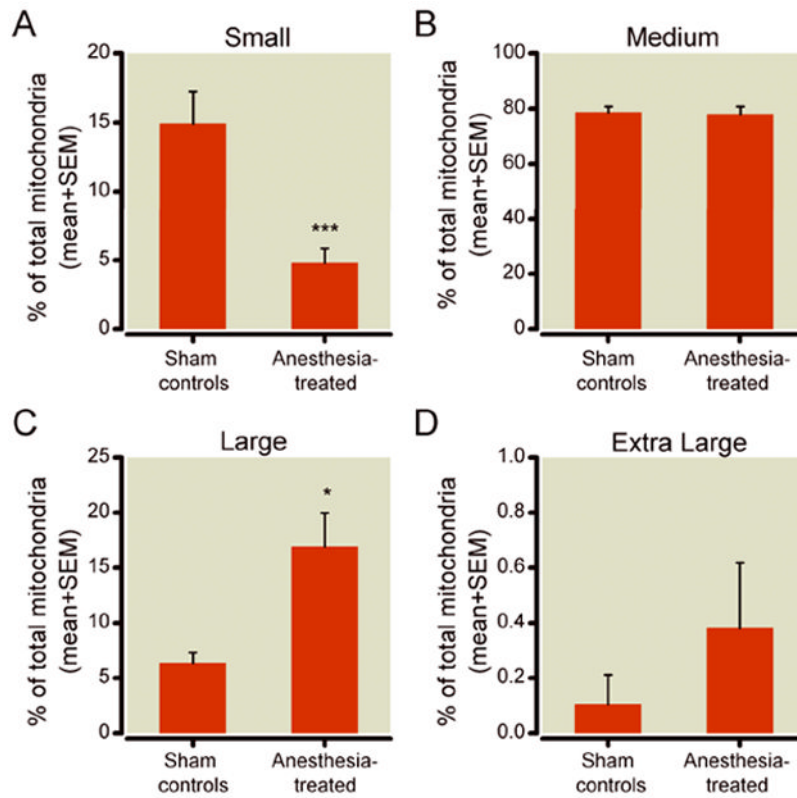 A
Small
% of total mitochondria
(mean+SEM)
20
15
10
5
0
***
Sham
controls
Anesthesia-
treated
B
Medium
% of total mitochondria
(mean+SEM)
100
80
60
40
20
0
Sham
controls
Anesthesia-
treated
C
Large
% of total mitochondria
(mean+SEM)
25
20
15
10
5
0
*
Sham
controls
Anesthesia-
treated
D
Extra Large
% of total mitochondria
(mean+SEM)
1.0
0.8
0.6
0.4
0.2
0.0
Sham
controls
Anesthesia-
treated